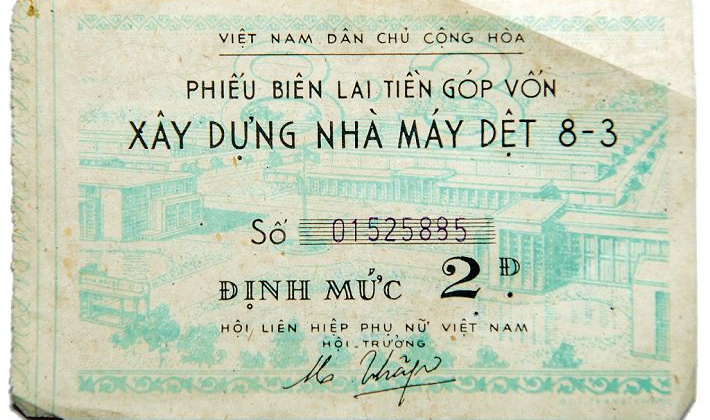 VIỆT NAM DÂN CHỦ CỘNG HÒA
PHIẾU BIÊN LAI TIỀN GÓP VỐN
XÂY DỰNG NHÀ MÁY DỆT 8-3
Số 01525835
ĐỊNH MỨC 2Đ.
HỘI LIÊN HIỆP PHỤ NỮ VIỆT NAM
HỘI-TRƯỞNG